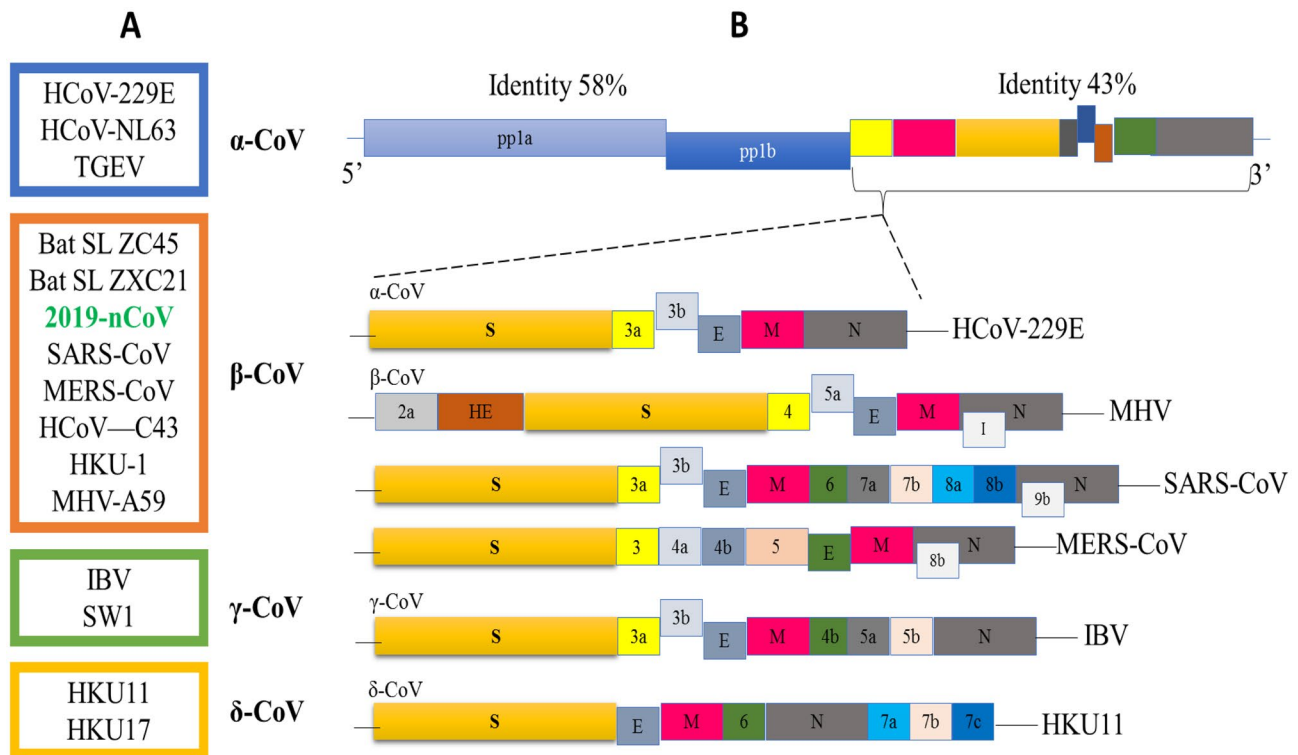 A
B
HCoV-229E
HCoV-NL63
TGEV
α-CoV
Bat SL ZC45
Bat SL ZXC21
2019-nCoV
SARS-CoV
MERS-CoV
HCoV—C43
HKU-1
MHV-A59
β-CoV
IBV
SW1
γ-CoV
HKU11
HKU17
δ-CoV
Identity 58%
Identity 43%
pp1a
pp1b
5’
3’
α-CoV
S 3a 3b E M N HCoV-229E
β-CoV
2a HE S 4 5a E M I N MHV
S 3a 3b E M 6 7a 7b 8a 8b 9b N SARS-CoV
S 3 4a 4b 5 E M 8b N MERS-CoV
γ-CoV
S 3a 3b E M 4b 5a 5b N IBV
δ-CoV
S E M 6 N 7a 7b 7c HKU11